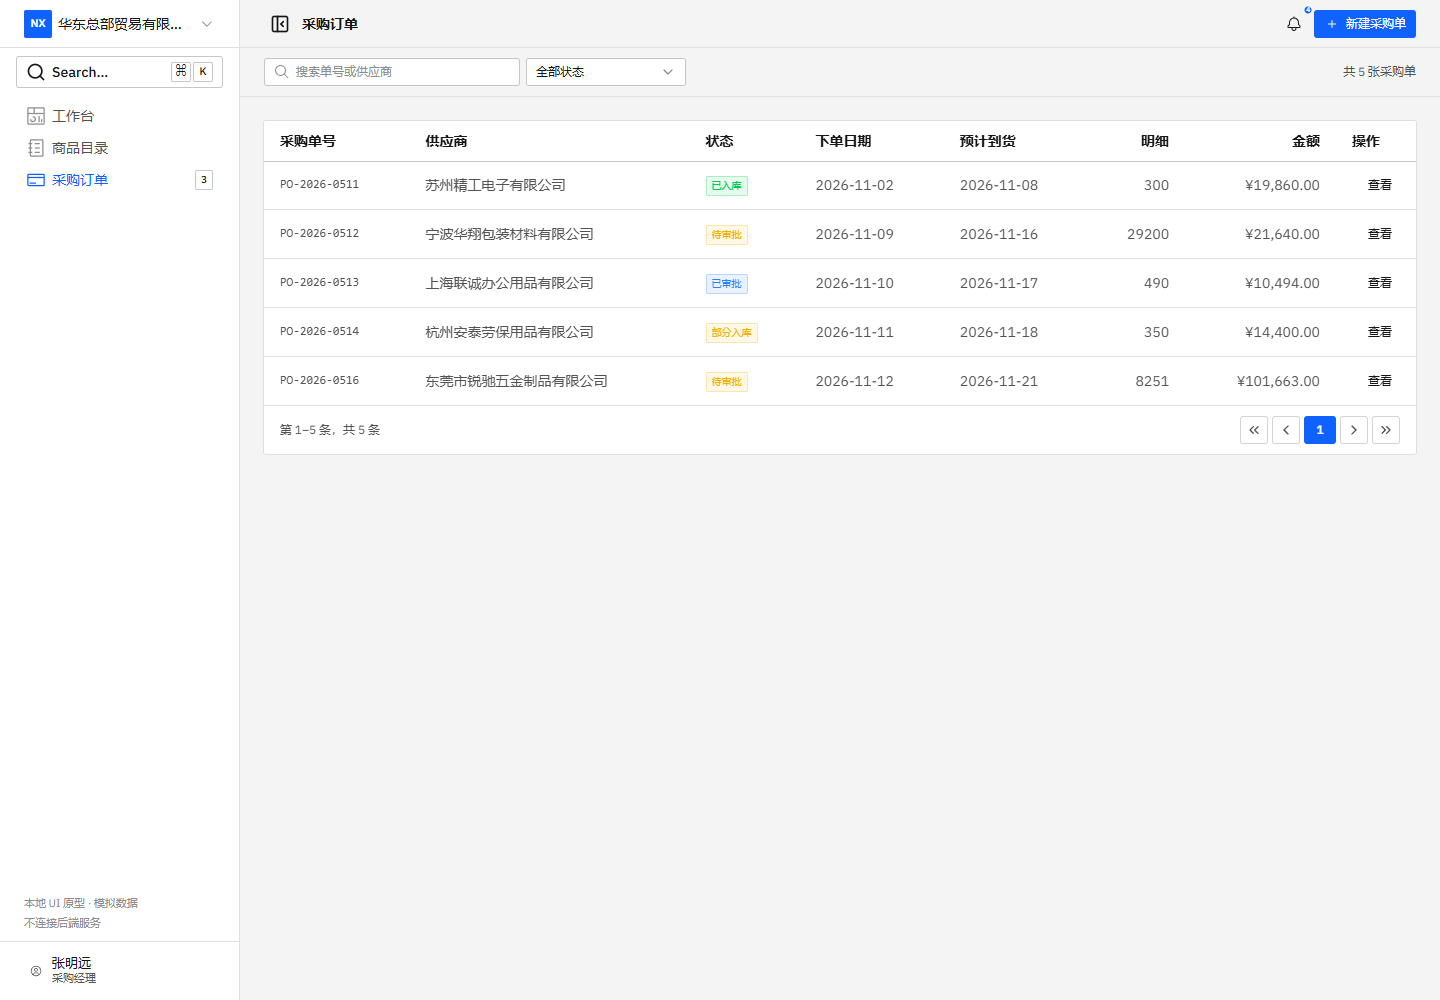 NX 华东总部贸易有限...
Search... ⌘ K
工作台
商品目录
采购订单 3
本地 UI 原型 · 模拟数据
不连接后端服务
张明远
采购经理
采购订单
4
新建采购单
搜索单号或供应商
全部状态
共 5 张采购单
采购单号 供应商 状态 下单日期 预计到货 明细 金额 操作
PO-2026-0511 苏州精工电子有限公司 已入库 2026-11-02 2026-11-08 300 ¥19,860.00 查看
PO-2026-0512 宁波华翔包装材料有限公司 待审批 2026-11-09 2026-11-16 29200 ¥21,640.00 查看
PO-2026-0513 上海联诚办公用品有限公司 已审批 2026-11-10 2026-11-17 490 ¥10,494.00 查看
PO-2026-0514 杭州安泰劳保用品有限公司 部分入库 2026-11-11 2026-11-18 350 ¥14,400.00 查看
PO-2026-0516 东莞市锐驰五金制品有限公司 待审批 2026-11-12 2026-11-21 8251 ¥101,663.00 查看
第 1–5 条，共 5 条
1